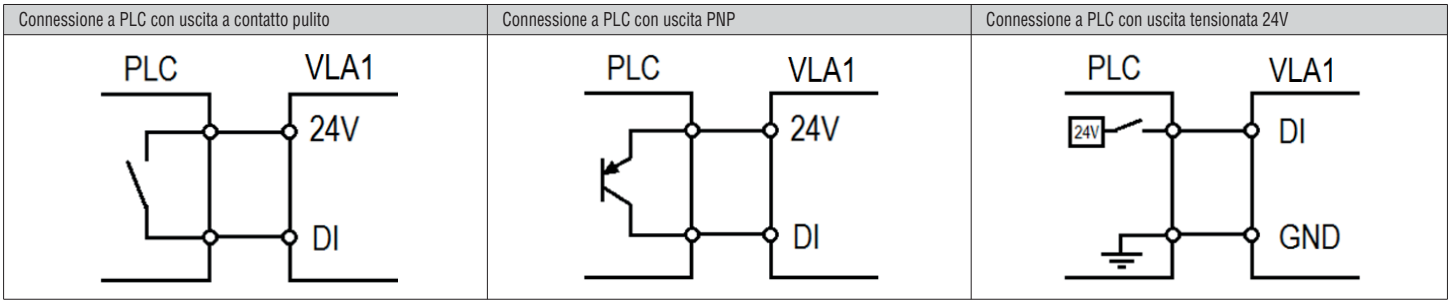 Connessione a PLC con uscita a contatto pulito
Connessione a PLC con uscita PNP
Connessione a PLC con uscita tensionata 24V
PLC VLA1
24V
DI
PLC VLA1
24V
DI
PLC VLA1
24V DI
GND